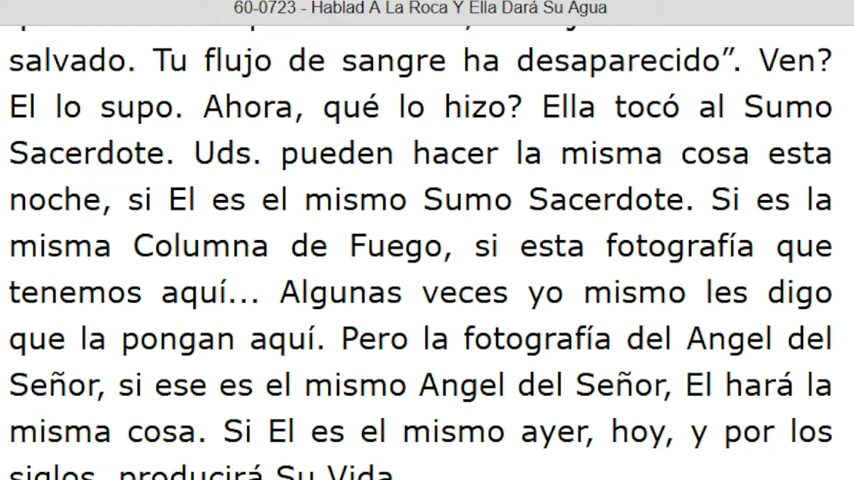 60-0723 - Hablad A La Roca Y Ella Dará Su Agua
salvado. Tu flujo de sangre ha desaparecido”. Ven?
El lo supo. Ahora, qué lo hizo? Ella tocó al Sumo
Sacerdote. Uds. pueden hacer la misma cosa esta
noche, si El es el mismo Sumo Sacerdote. Si es la
misma Columna de Fuego, si esta fotografía que
tenemos aquí... Algunas veces yo mismo les digo
que la pongan aquí. Pero la fotografía del Angel del
Señor, si ese es el mismo Angel del Señor, El hará la
misma cosa. Si El es el mismo ayer, hoy, y por los
siglos, producirá Su Vida